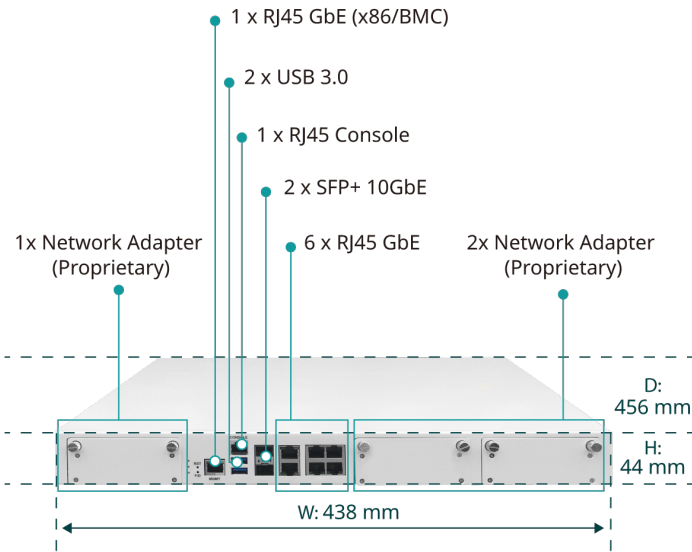 1 x RJ45 GbE (x86/BMC)
2 x USB 3.0
1 x RJ45 Console
2 x SFP+ 10GbE
1x Network Adapter
(Proprietary)
6 x RJ45 GbE
2x Network Adapter
(Proprietary)
D:
456 mm
H:
44 mm
W: 438 mm